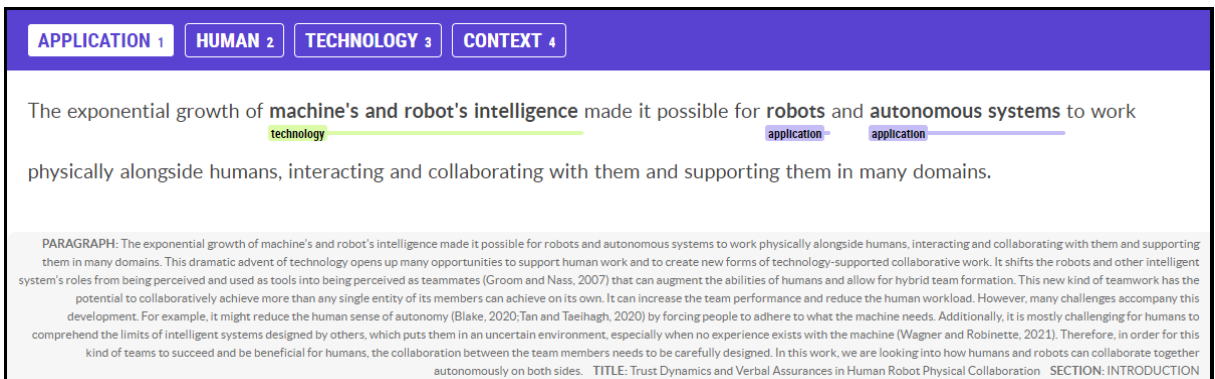 APPLICATION 1 HUMAN 2 TECHNOLOGY 3 CONTEXT 4
The exponential growth of machine's and robot's intelligence made it possible for robots and autonomous systems to work
technology application application
physically alongside humans, interacting and collaborating with them and supporting them in many domains.
PARAGRAPH: The exponential growth of machine's and robot's intelligence made it possible for robots and autonomous systems to work physically alongside humans, interacting and collaborating with them and supporting
them in many domains. This dramatic advent of technology opens up many opportunities to support human work and to create new forms of technology-supported collaborative work. It shifts the robots and other intelligent
system's roles from being perceived and used as tools into being perceived as teammates (Groom and Nass, 2007) that can augment the abilities of humans and allow for hybrid team formation. This new kind of teamwork has the
potential to collaboratively achieve more than any single entity of its members can achieve on its own. It can increase the team performance and reduce the human workload. However, many challenges accompany this
development. For example, it might reduce the human sense of autonomy (Blake, 2020;Tan and Taeihagh, 2020) by forcing people to adhere to what the machine needs. Additionally, it is mostly challenging for humans to
comprehend the limits of intelligent systems designed by others, which puts them in an uncertain environment, especially when no experience exists with the machine (Wagner and Robinette, 2021). Therefore, in order for this
kind of teams to succeed and be beneficial for humans, the collaboration between the team members needs to be carefully designed. In this work, we are looking into how humans and robots can collaborate together
autonomously on both sides. TITLE: Trust Dynamics and Verbal Assurances in Human Robot Physical Collaboration SECTION: INTRODUCTION